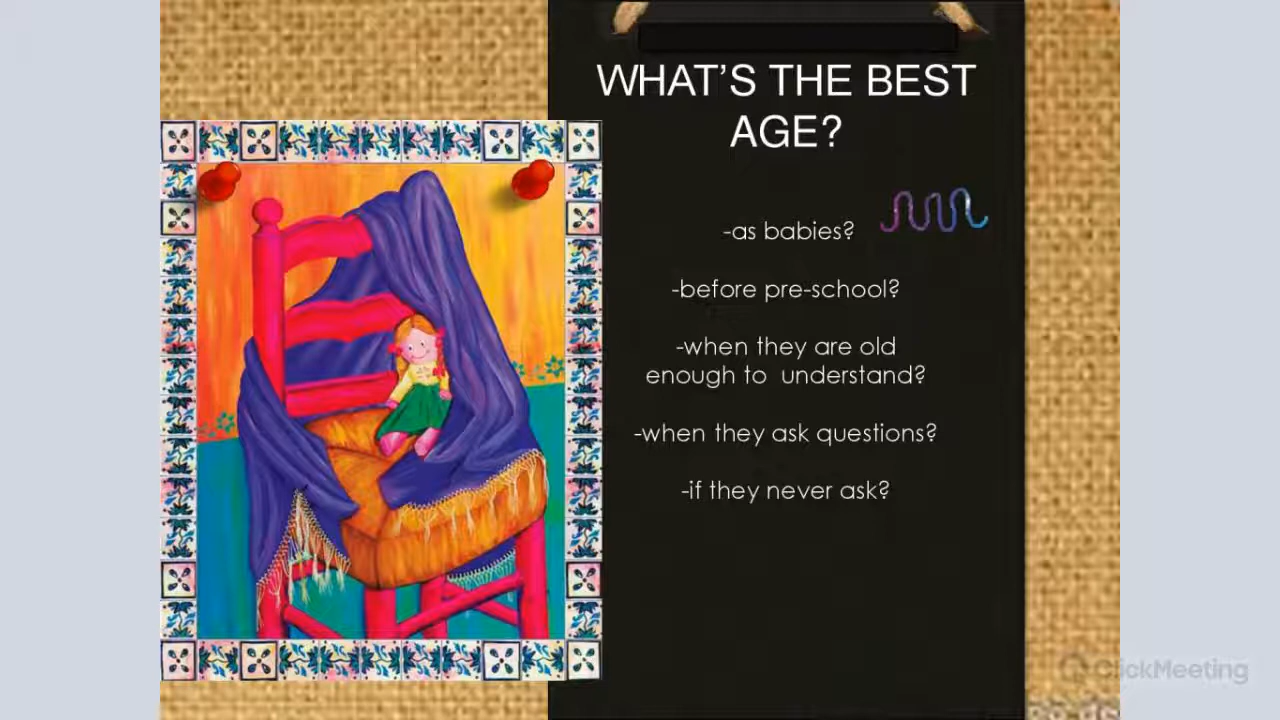 WHAT'S THE BEST
AGE?
-as babies?
-before pre-school?
-when they are old
enough to understand?
-when they ask questions?
-if they never ask?
ClickMeeting